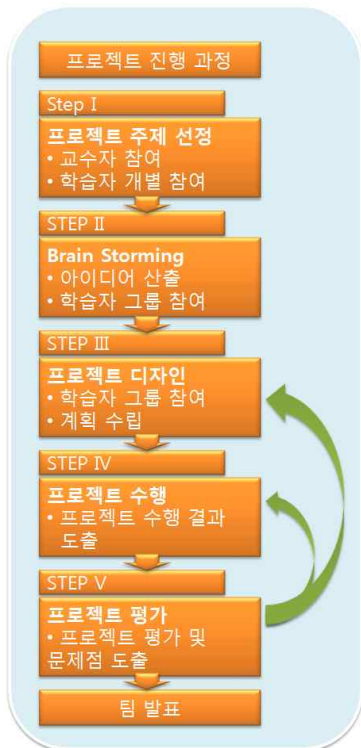 프로젝트 진행 과정
Step I
프로젝트 주제 선정
• 교수자 참여
• 학습자 개별 참여
STEP II
Brain Storming
• 아이디어 산출
• 학습자 그룹 참여
STEP III
프로젝트 디자인
• 학습자 그룹 참여
• 계획 수립
STEP IV
프로젝트 수행
• 프로젝트 수행 결과
도출
STEP V
프로젝트 평가
• 프로젝트 평가 및
문제점 도출
팀 발표